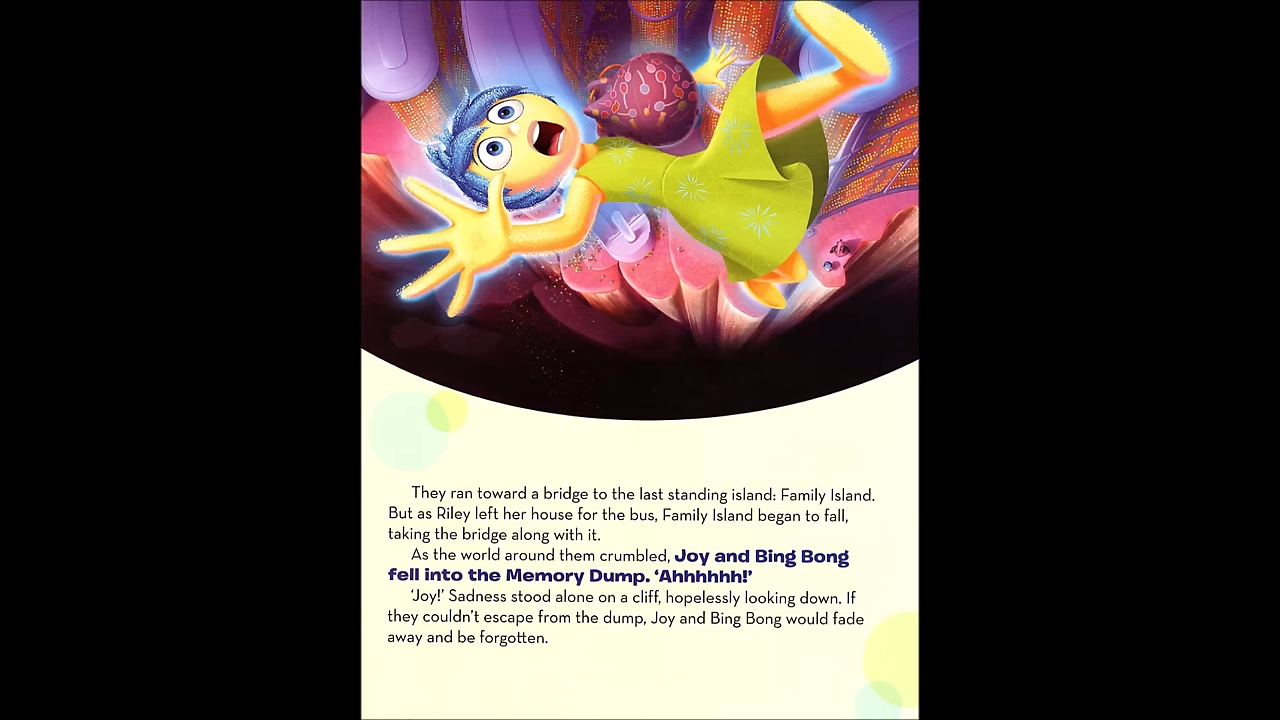 They ran toward a bridge to the last standing island: Family Island.
But as Riley left her house for the bus, Family Island began to fall,
taking the bridge along with it.
As the world around them crumbled, Joy and Bing Bong
fell into the Memory Dump. ‘Ahhhhhh!’
‘Joy!’ Sadness stood alone on a cliff, hopelessly looking down. If
they couldn’t escape from the dump, Joy and Bing Bong would fade
away and be forgotten.